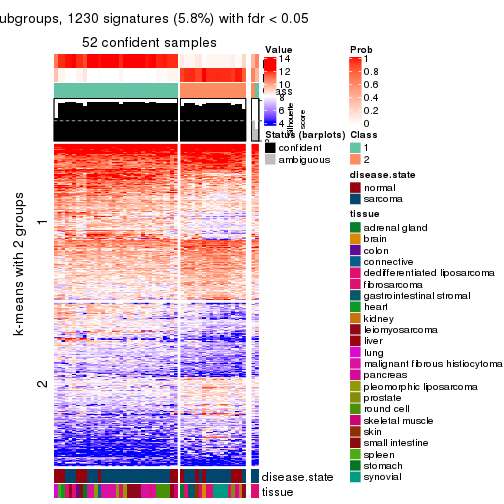 ubgroups, 1230 signatures (5.8%) with fdr < 0.05
52 confident samples
k-means with 2 groups
1
2
Value
14
12
10
8
6
4
silhouette
score
Status (barplots)
confident
ambiguous
disease.state
tissue
Prob
1
0.8
0.6
0.4
0.2
0
Class
1
2
disease.state
normal
sarcoma
tissue
adrenal gland
brain
colon
connective
dedifferentiated liposarcoma
fibrosarcoma
gastrointestinal stromal
heart
kidney
leiomyosarcoma
liver
lung
malignant fibrous histiocytoma
pancreas
pleomorphic liposarcoma
prostate
round cell
skeletal muscle
skin
small intestine
spleen
stomach
synovial